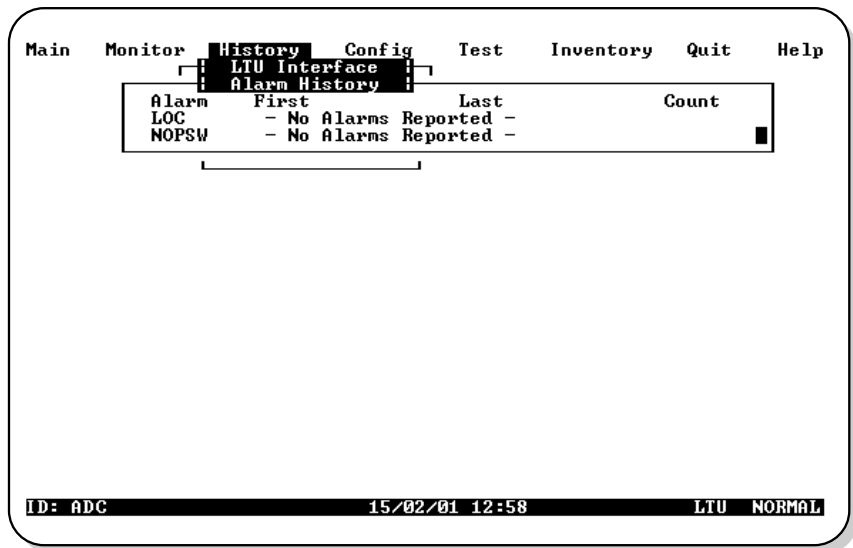 Main Monitor History Config Test Inventory Quit Help
LTU Interface
Alarm History
Alarm First Last Count
LOC - No Alarms Reported -
NOPSW - No Alarms Reported -
ID: ADC 15/02/01 12:58 LTU NORMAL